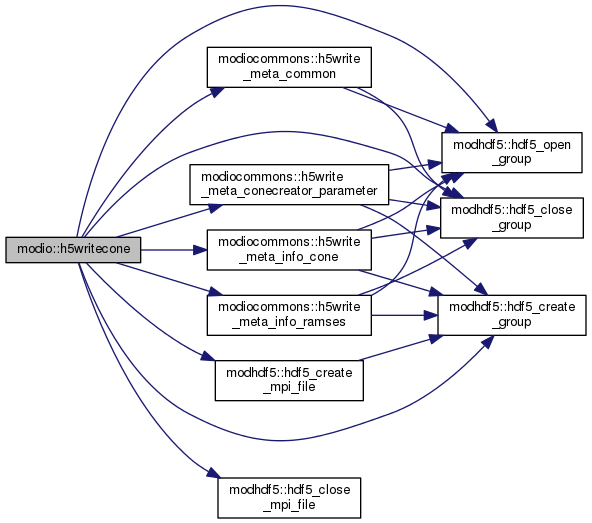 modiocommons::h5write
_meta_common
modhdf5::hdf5_open
_group
modiocommons::h5write
_meta_conecreator_parameter
modhdf5::hdf5_close
_group
modio::h5writecone
modiocommons::h5write
_meta_info_cone
modiocommons::h5write
_meta_info_ramses
modhdf5::hdf5_create
_group
modhdf5::hdf5_create
_mpi_file
modhdf5::hdf5_close
_mpi_file